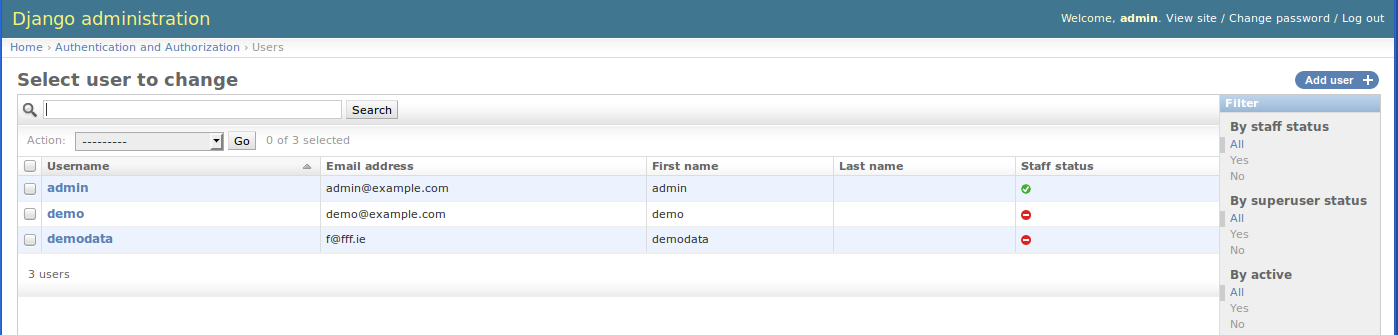 Django administration
Welcome, admin. View site / Change password / Log out
Home › Authentication and Authorization › Users
Select user to change
Add user +
Search
Action: --------- Go 0 of 3 selected
Username Email address First name Last name Staff status
admin admin@example.com admin
demo demo@example.com demo
demodata f@fff.ie demodata
3 users
Filter
By staff status
All
Yes
No
By superuser status
All
Yes
No
By active
All
Yes
No